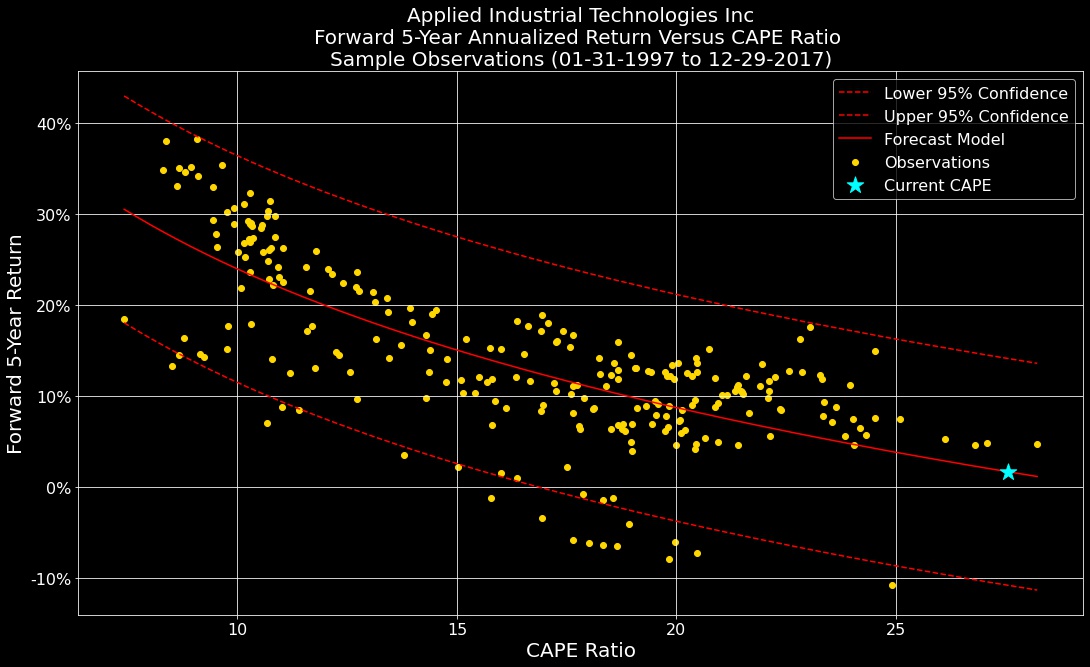 Applied Industrial Technologies Inc
Forward 5-Year Annualized Return Versus CAPE Ratio
Sample Observations (01-31-1997 to 12-29-2017)
Lower 95% Confidence
Upper 95% Confidence
Forecast Model
Observations
Current CAPE
Forward 5-Year Return
40%
30%
20%
10%
0%
-10%
10
15
20
25
CAPE Ratio